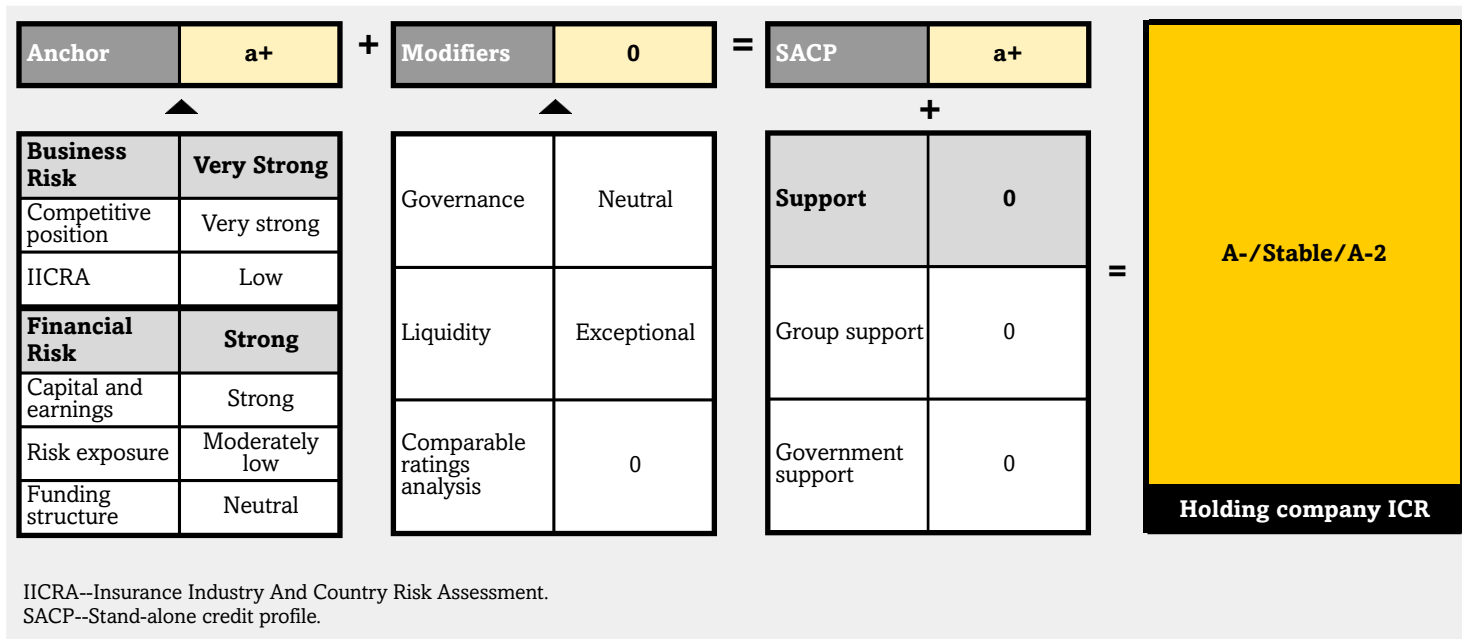 Anchor a+ + Modifiers 0 = SACP a+
+
Business
Risk
Very Strong
Competitive
position
Very strong
IICRA Low
Financial
Risk
Strong
Capital and
earnings
Strong
Risk exposure
Moderately
low
Funding
structure
Neutral
Governance Neutral
Liquidity Exceptional
Comparable
ratings
analysis
0
Support 0
Group support 0
Government
support
0
=
A-/Stable/A-2
Holding company ICR
IICRA--Insurance Industry And Country Risk Assessment.
SACP--Stand-alone credit profile.